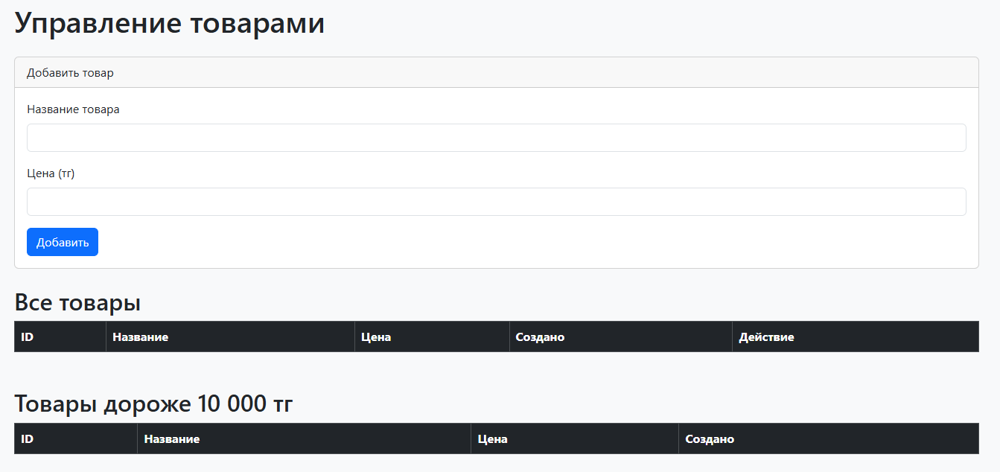 Управление товарами
Добавить товар
Название товара
Цена (тг)
Добавить
Все товары
ID Название Цена Создано Действие
Товары дороже 10 000 тг
ID Название Цена Создано